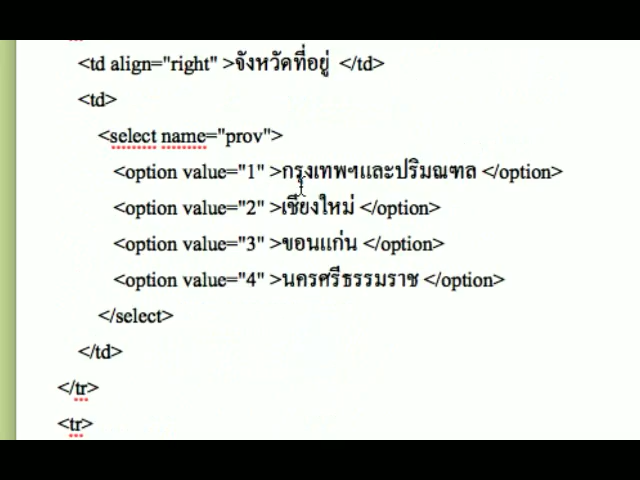 <td align="right" >จังหวัดที่อยู่ </td>
<td>
<select name="prov">
<option value="1" >กรุงเทพฯและปริมณฑล </option>
<option value="2" >เชียงใหม่ </option>
<option value="3" >ขอนแก่น </option>
<option value="4" >นครศรีธรรมราช </option>
</select>
</td>
</tr>
<tr>